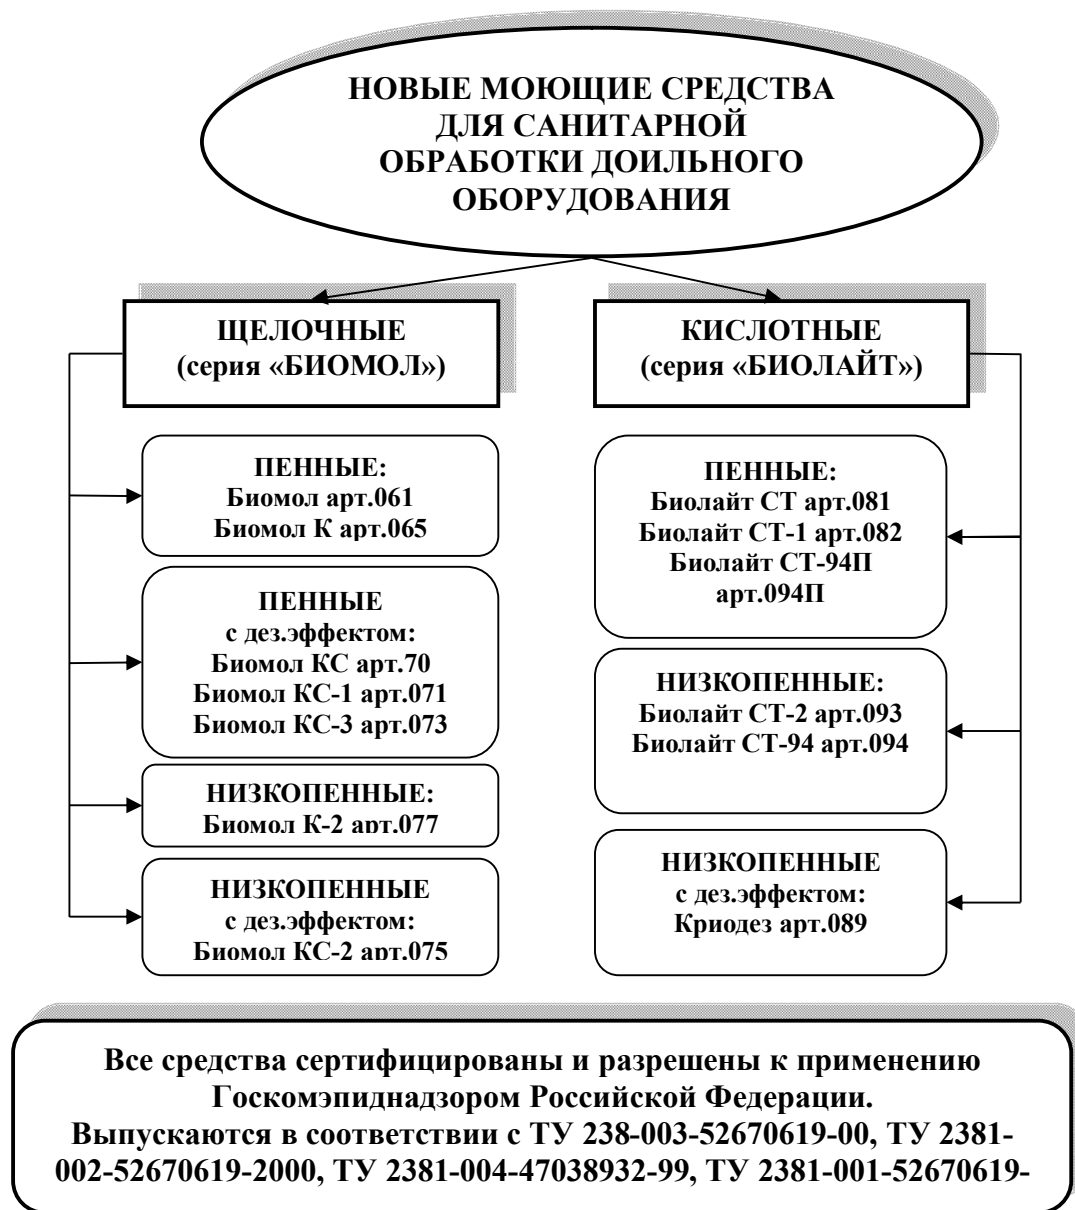 НОВЫЕ МОЮЩИЕ СРЕДСТВА
ДЛЯ САНИТАРНОЙ
ОБРАБОТКИ ДОИЛЬНОГО
ОБОРУДОВАНИЯ
ЩЕЛОЧНЫЕ
(серия «БИОМОЛ»)
ПЕННЫЕ:
Биомол арт.061
Биомол К арт.065
ПЕННЫЕ
с дез.эффектом:
Биомол КС арт.70
Биомол КС-1 арт.071
Биомол КС-3 арт.073
НИЗКОПЕННЫЕ:
Биомол К-2 арт.077
НИЗКОПЕННЫЕ
с дез.эффектом:
Биомол КС-2 арт.075
КИСЛОТНЫЕ
(серия «БИОЛАЙТ»)
ПЕННЫЕ:
Биолайт СТ арт.081
Биолайт СТ-1 арт.082
Биолайт СТ-94П
арт.094П
НИЗКОПЕННЫЕ:
Биолайт СТ-2 арт.093
Биолайт СТ-94 арт.094
НИЗКОПЕННЫЕ
с дез.эффектом:
Криодез арт.089
Все средства сертифицированы и разрешены к применению
Госкомэпиднадзором Российской Федерации.
Выпускаются в соответствии с ТУ 238-003-52670619-00, ТУ 2381-
002-52670619-2000, ТУ 2381-004-47038932-99, ТУ 2381-001-52670619-